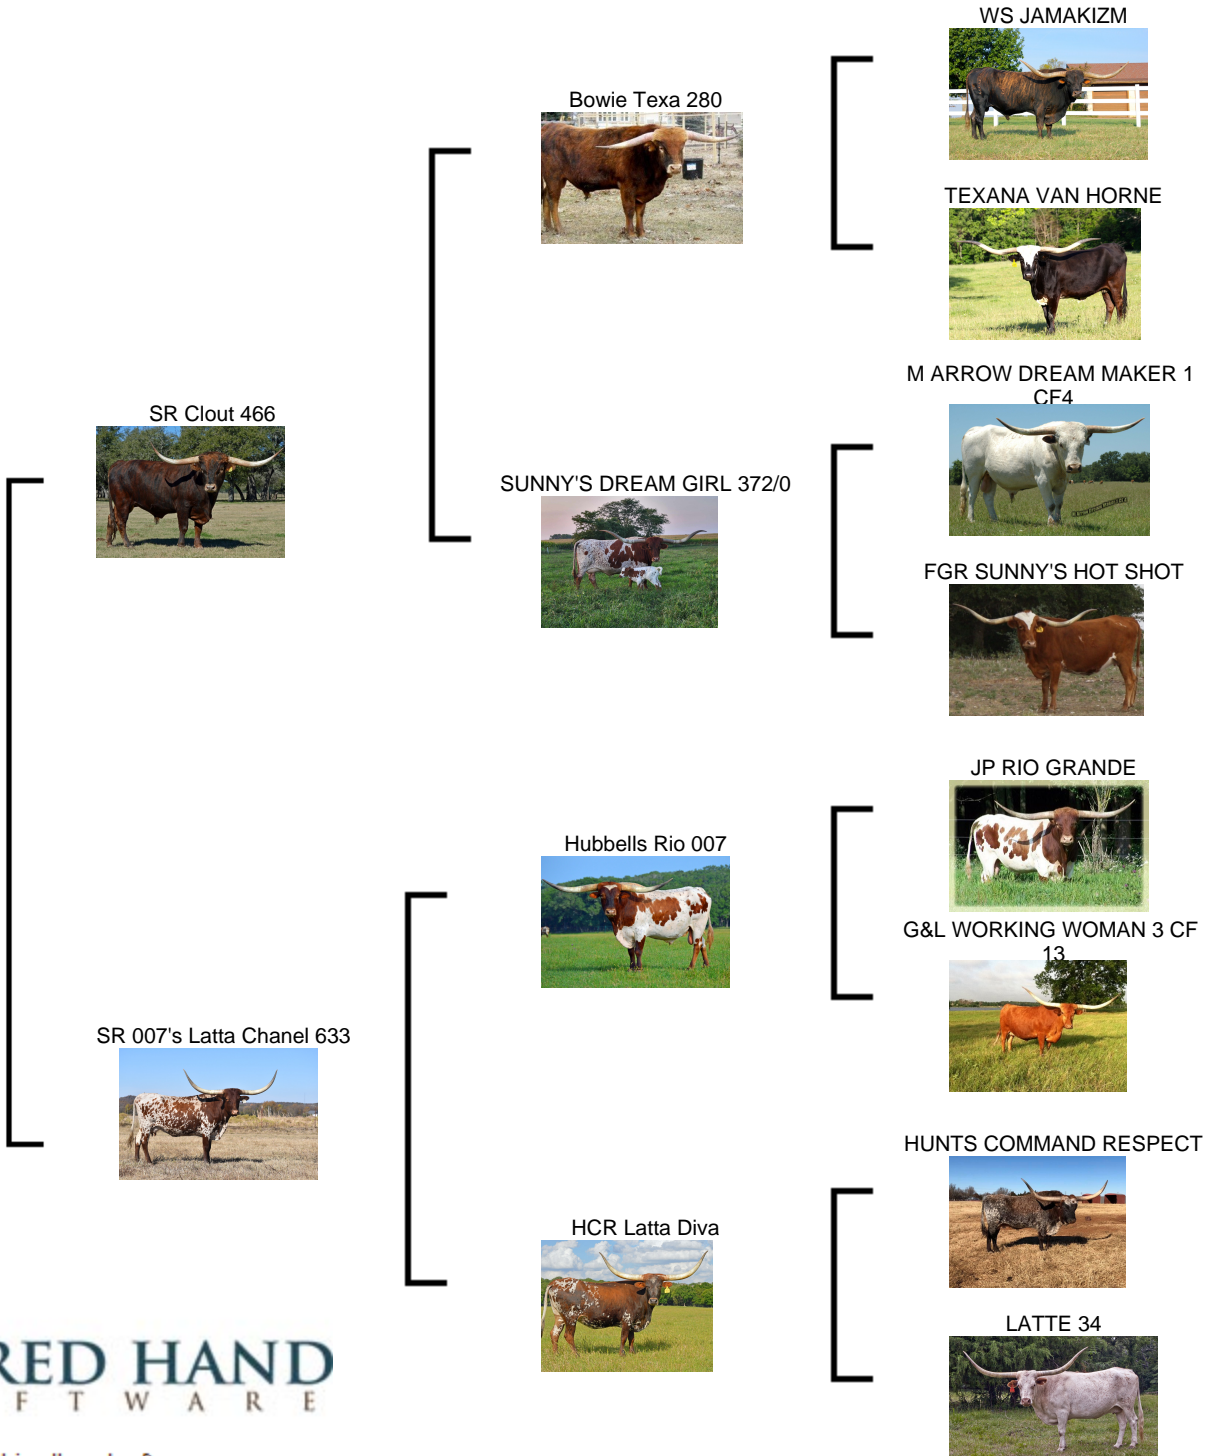 WS JAMAKIZM
Bowie Texa 280
TEXANA VAN HORNE
M ARROW DREAM MAKER 1
CF4
SR Clout 466
SUNNY'S DREAM GIRL 372/0
FGR SUNNY'S HOT SHOT
JP RIO GRANDE
Hubbells Rio 007
G&L WORKING WOMAN 3 CF
13
SR 007's Latta Chanel 633
HUNTS COMMAND RESPECT
HCR Latta Diva
LATTE 34
RED HAND
F T W A R E